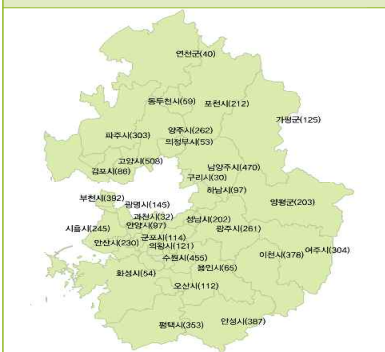 연천군(40)
동두천시(59)
포천시(212)
가평군(125)
파주시(303)
양주시(262)
의정부시(53)
고양시(508)
김포시(86)
남양주시(470)
구리시(30)
하남시(97)
양평군(203)
부천시(392)
광명시(145)
과천시(32)
안양시(97)
성남시(202)
시흥시(245)
군포시(114)
광주시(261)
안산시(230)
의왕시(121)
여주시(304)
수원시(455)
이천시(378)
화성시(54)
용인시(65)
오산시(112)
평택시(353)
안성시(387)